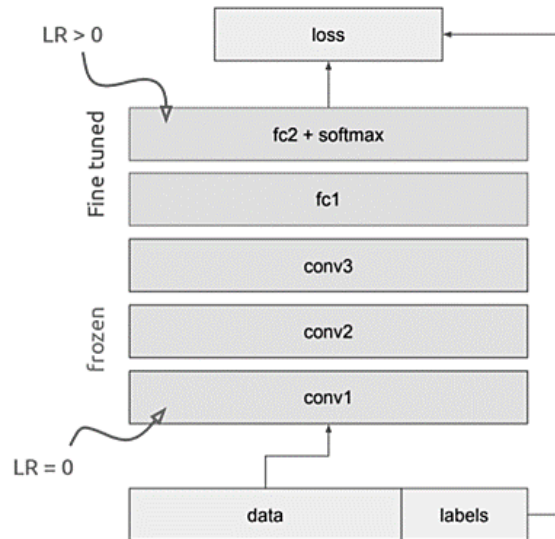 LR > 0
loss
Fine tuned
fc2 + softmax
fc1
conv3
frozen
conv2
conv1
LR = 0
data
labels